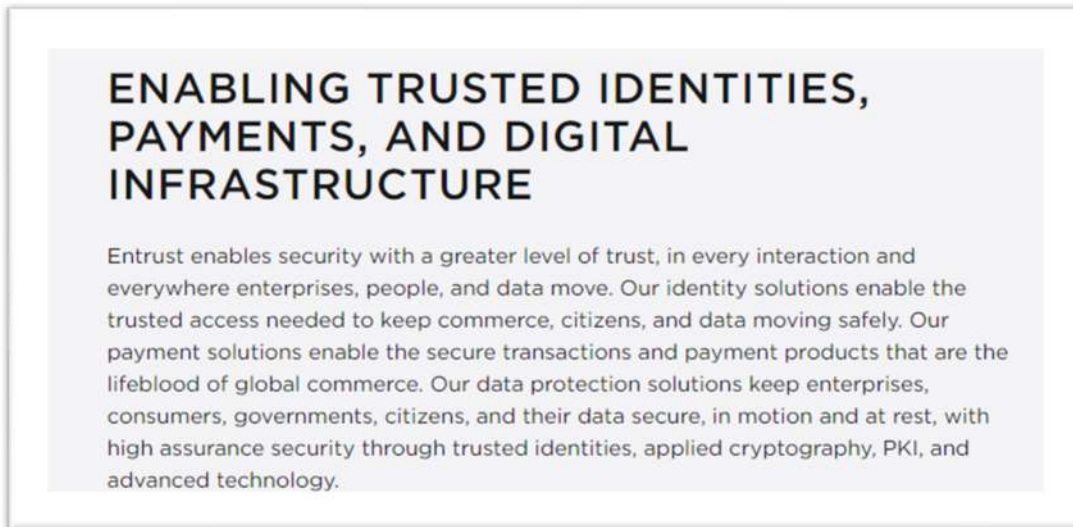 ENABLING TRUSTED IDENTITIES,
PAYMENTS, AND DIGITAL
INFRASTRUCTURE
Entrust enables security with a greater level of trust, in every interaction and
everywhere enterprises, people, and data move. Our identity solutions enable the
trusted access needed to keep commerce, citizens, and data moving safely. Our
payment solutions enable the secure transactions and payment products that are the
lifeblood of global commerce. Our data protection solutions keep enterprises,
consumers, governments, citizens, and their data secure, in motion and at rest, with
high assurance security through trusted identities, applied cryptography, PKI, and
advanced technology.